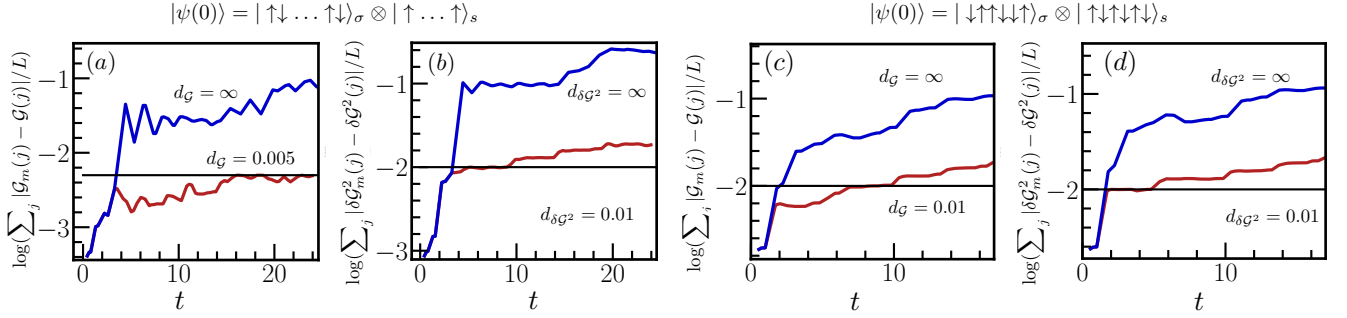 |ψ(0)⟩ = | ↑↓ … ↑↓⟩σ ⊗ | ↑ … ↑⟩s
|ψ(0)⟩ = | ↓↑↑↓↓↑⟩σ ⊗ | ↑↓↑↓↑↓⟩s
log(∑j |𝒢m(j) − 𝒢(j)|/L)
(a)
d𝒢 = ∞
d𝒢 = 0.005
−1
−2
−3
0
10
20
t
log(∑j |δ𝒢²m(j) − δ𝒢²(j)|/L)
(b)
dδ𝒢² = ∞
dδ𝒢² = 0.01
−1
−2
−3
0
10
20
t
log(∑i |𝒢m(j) − 𝒢(j)|/L)
(c)
d𝒢 = ∞
d𝒢 = 0.01
−1
−2
0
10
t
log(∑j |δ𝒢²m(j) − δ𝒢²(j)|/L)
(d)
dδ𝒢² = ∞
dδ𝒢² = 0.01
−1
−2
0
10
t